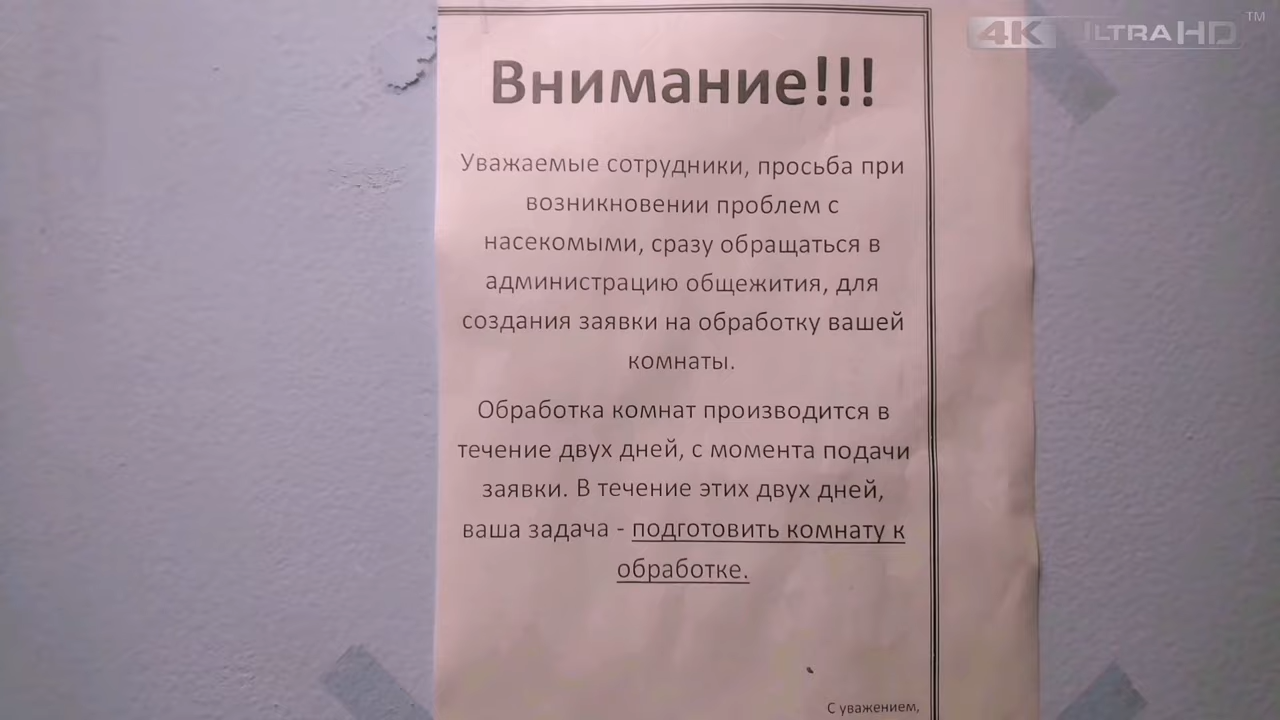 4K ULTRAHD™
Внимание!!!
Уважаемые сотрудники, просьба при
возникновении проблем с
насекомыми, сразу обращаться в
администрацию общежития, для
создания заявки на обработку вашей
комнаты.
Обработка комнат производится в
течение двух дней, с момента подачи
заявки. В течение этих двух дней,
ваша задача - подготовить комнату к
обработке.
С уважением,